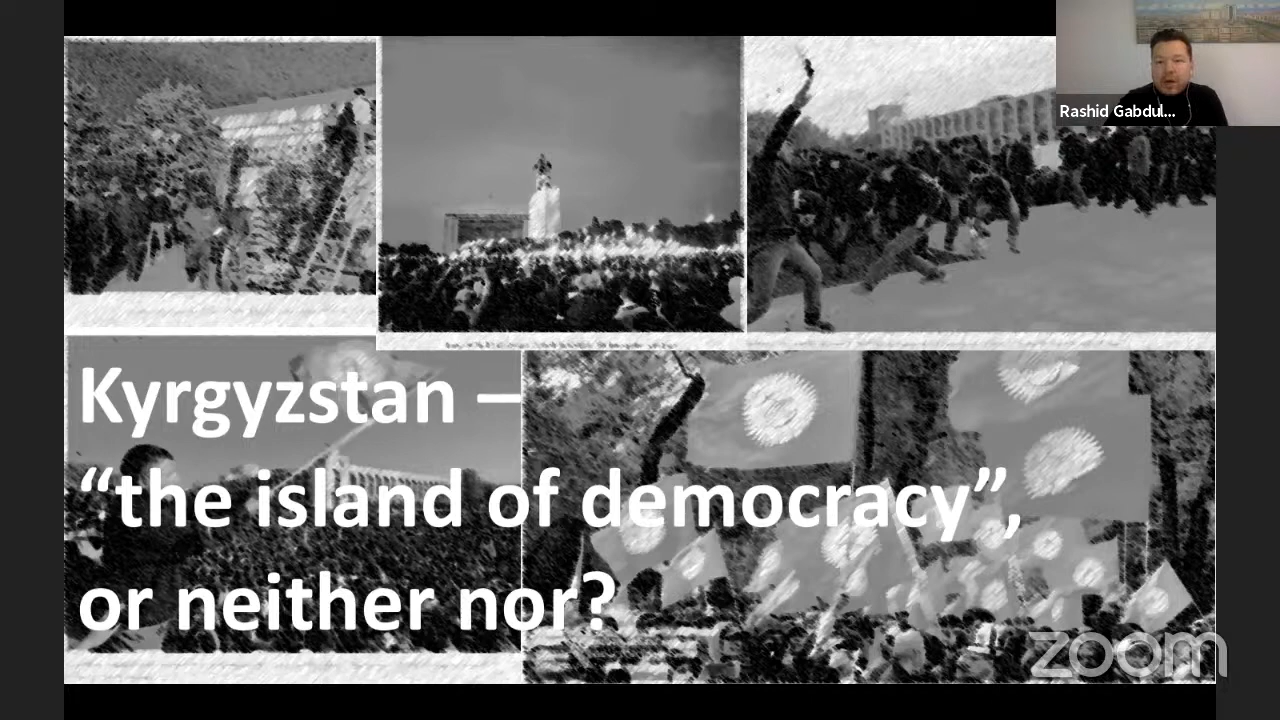 Rashid Gabdul...
Kyrgyzstan –
“the island of democracy”,
or neither nor?
zoom